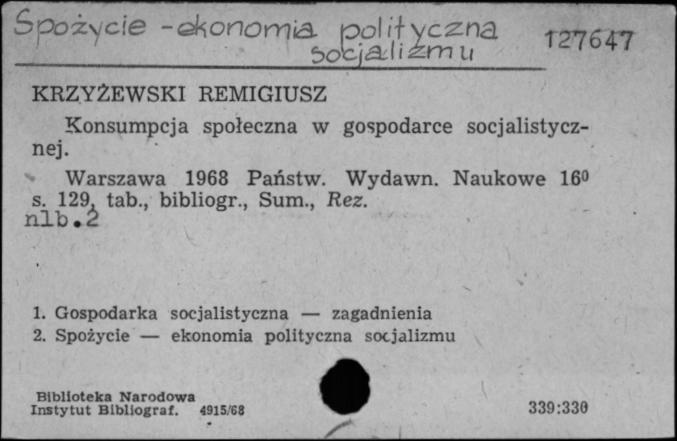 Spożycie - ekonomia polityczna
socjalizmu
127647
KRZYŻEWSKI REMIGIUSZ
Konsumpcja społeczna w gospodarce socjalistycz-
nej.
Warszawa 1968 Państw. Wydawn. Naukowe 16⁰
s. 129, tab., bibliogr., Sum., Rez.
nlb.2
1. Gospodarka socjalistyczna — zagadnienia
2. Spożycie — ekonomia polityczna socjalizmu
Biblioteka Narodowa
Instytut Bibliograf. 4915/68
339:330